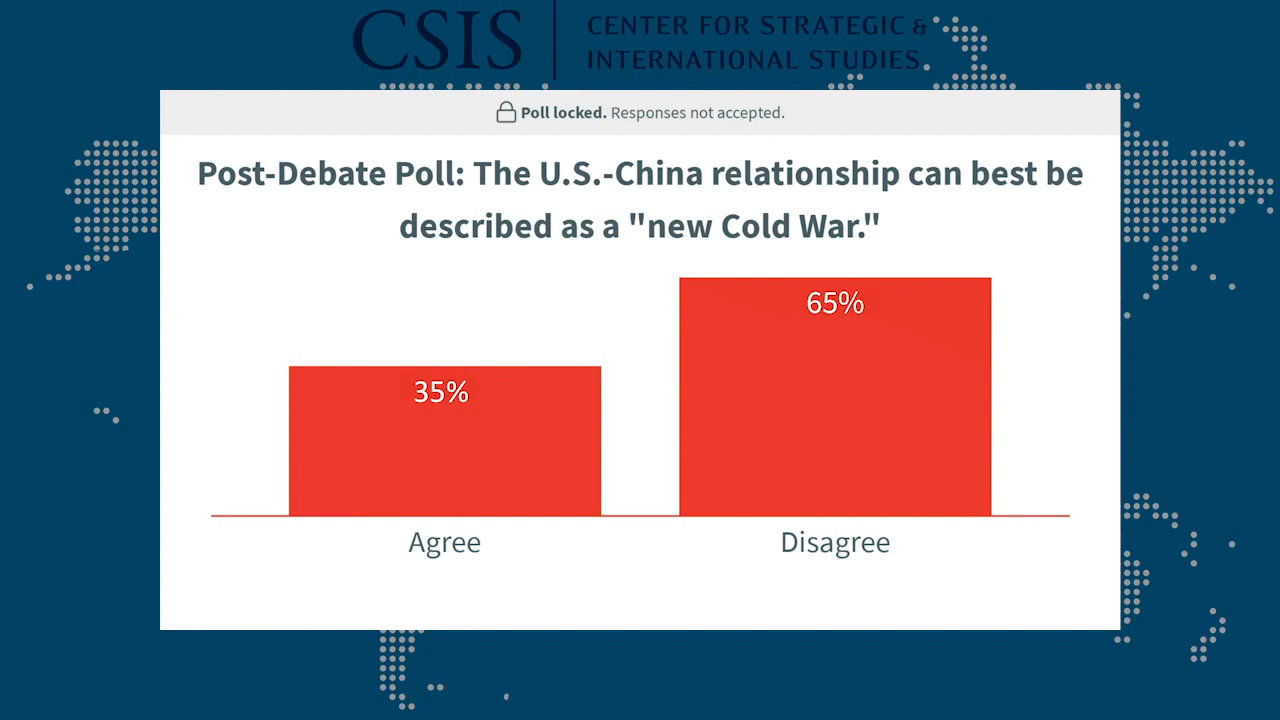 CSIS
CENTER FOR STRATEGIC &
INTERNATIONAL STUDIES
Poll locked. Responses not accepted.
Post-Debate Poll: The U.S.-China relationship can best be
described as a "new Cold War."
35%
65%
Agree
Disagree